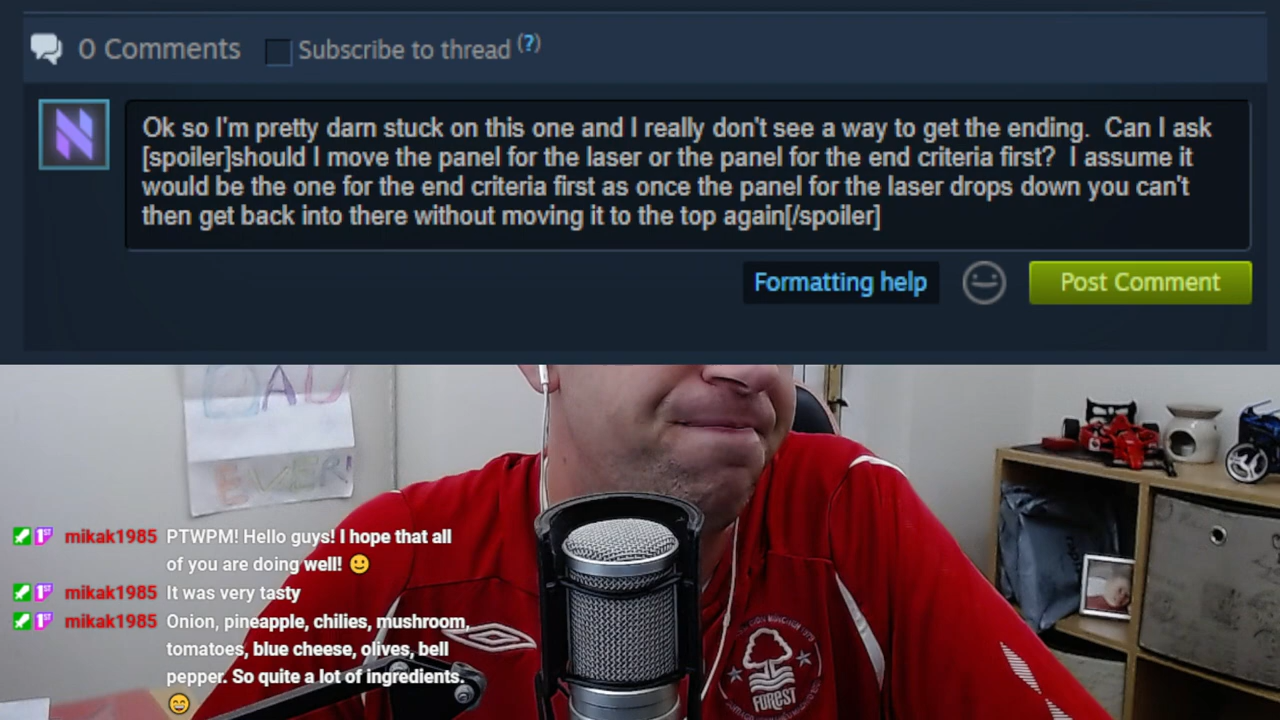 0 Comments Subscribe to thread (?)
Ok so I'm pretty darn stuck on this one and I really don't see a way to get the ending. Can I ask
[spoiler]should I move the panel for the laser or the panel for the end criteria first? I assume it
would be the one for the end criteria first as once the panel for the laser drops down you can't
then get back into there without moving it to the top again[/spoiler]
Formatting help Post Comment
DAD
EVER!
mikak1985 PTWPM! Hello guys! I hope that all
of you are doing well!
mikak1985 It was very tasty
mikak1985 Onion, pineapple, chilies, mushroom,
tomatoes, blue cheese, olives, bell
pepper. So quite a lot of ingredients.
FOREST